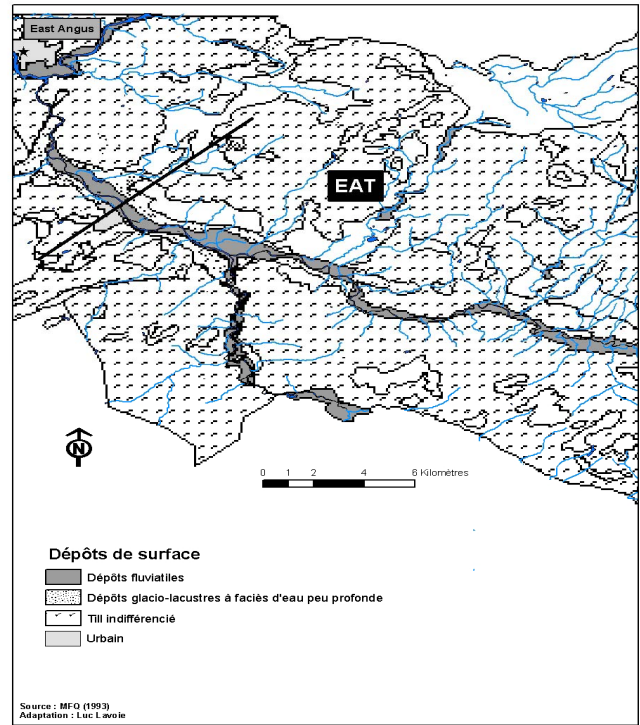 East Angus
EAT
N
0 1 2 4 6 Kilomètres
Dépôts de surface
Dépôts fluviatiles
Dépôts glacio-lacustres à faciès d'eau peu profonde
Till indifférencié
Urbain
Source : MFQ (1993)
Adaptation : Luc Lavoie